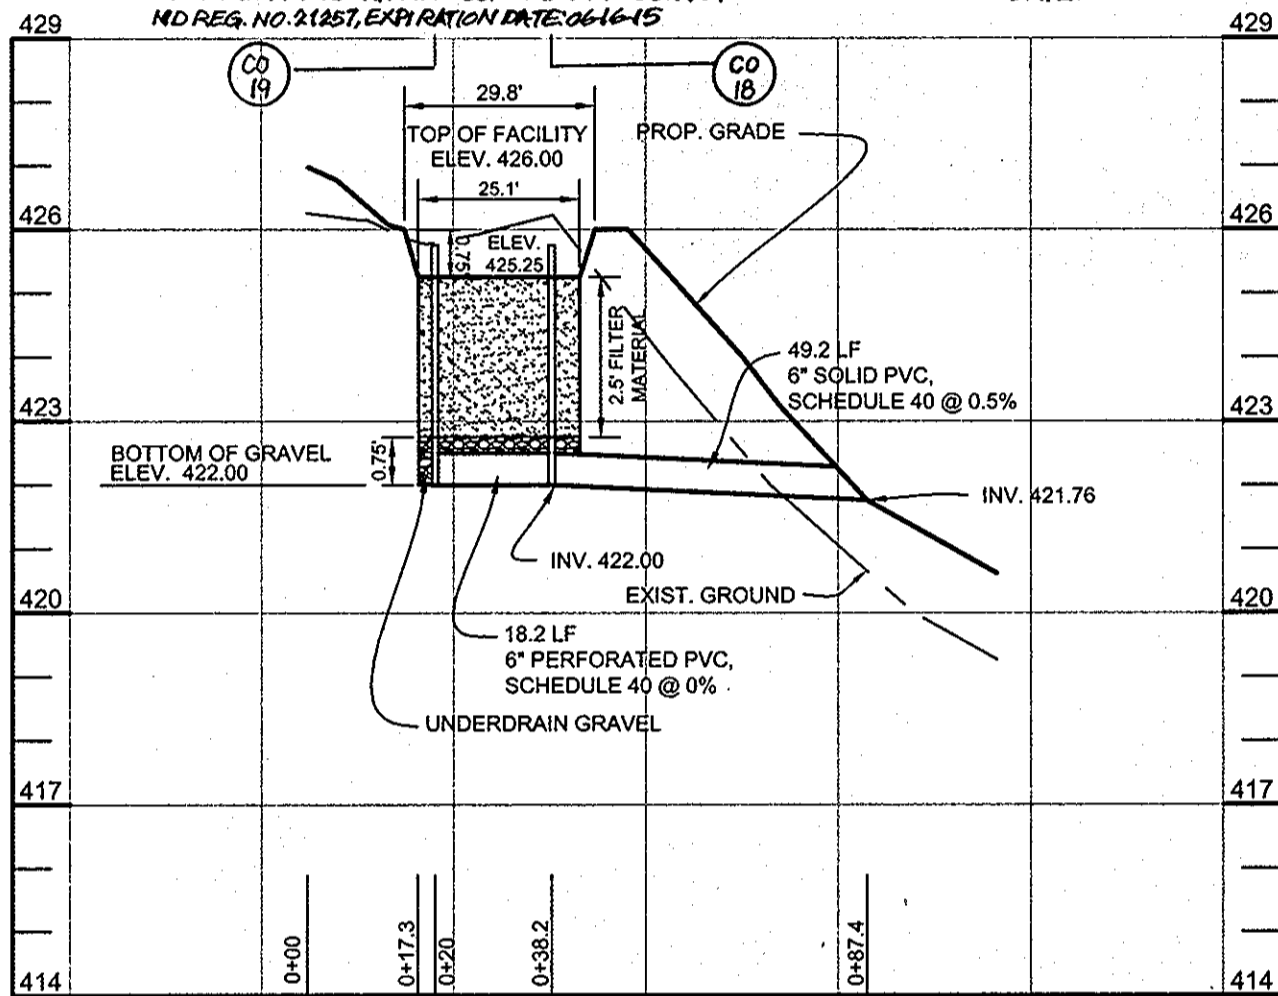 MD REG. NO. 21257, EXPIRATION DATE: 06-16-15
429
429
CO
19
CO
18
29.8'
TOP OF FACILITY
ELEV. 426.00
PROP. GRADE
25.1'
426
426
0.75'
ELEV.
425.25
2.5' FILTER
MATERIAL
49.2 LF
6" SOLID PVC,
SCHEDULE 40 @ 0.5%
423
423
BOTTOM OF GRAVEL
ELEV. 422.00
0.75'
INV. 421.76
INV. 422.00
EXIST. GROUND
420
420
18.2 LF
6" PERFORATED PVC,
SCHEDULE 40 @ 0%
UNDERDRAIN GRAVEL
417
417
0+00
0+17.3
0+20
0+38.2
0+87.4
414
414